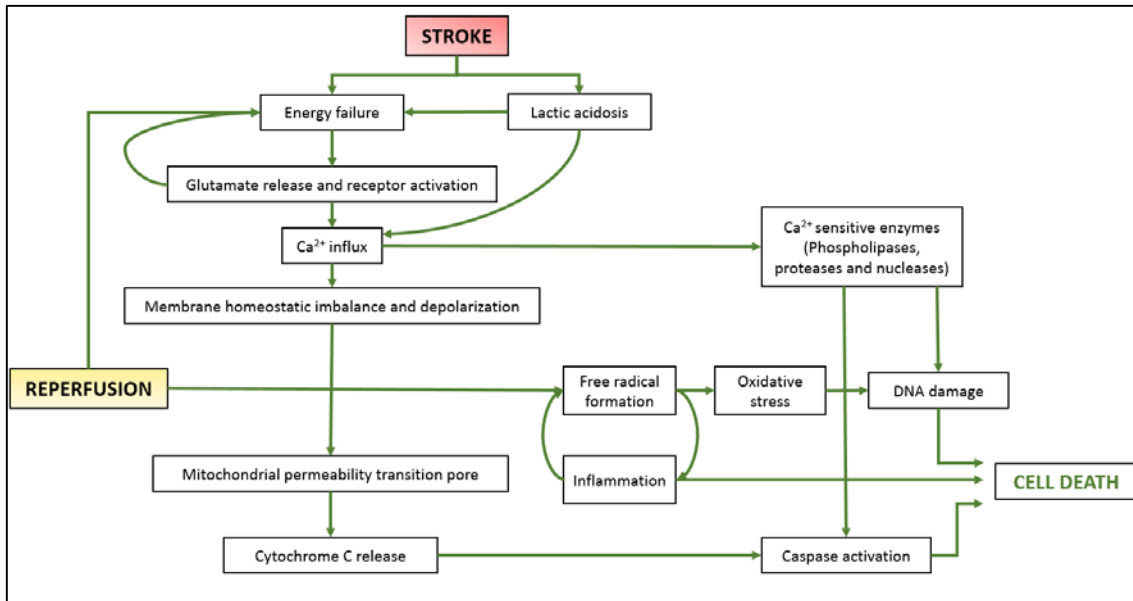 STROKE
Energy failure
Lactic acidosis
Glutamate release and receptor activation
Ca²⁺ influx
Ca²⁺ sensitive enzymes
(Phospholipases,
proteases and nucleases)
Membrane homeostatic imbalance and depolarization
REPERFUSION
Free radical
formation
Oxidative
stress
DNA damage
Mitochondrial permeability transition pore
Inflammation
CELL DEATH
Cytochrome C release
Caspase activation